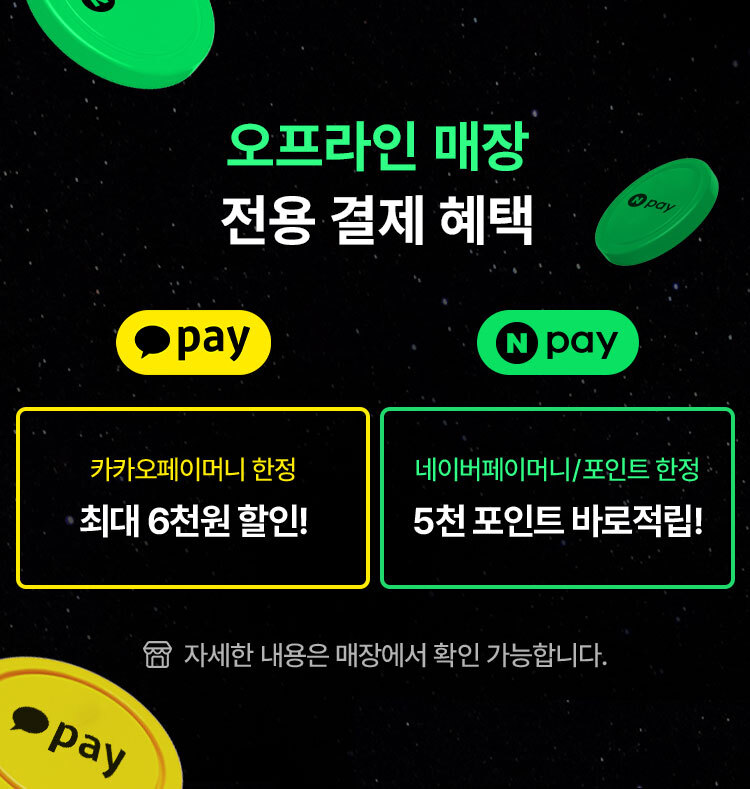 오프라인 매장
전용 결제 혜택
N pay
pay
N pay
카카오페이머니 한정
최대 6천원 할인!
네이버페이머니/포인트 한정
5천 포인트 바로적립!
자세한 내용은 매장에서 확인 가능합니다.
pay